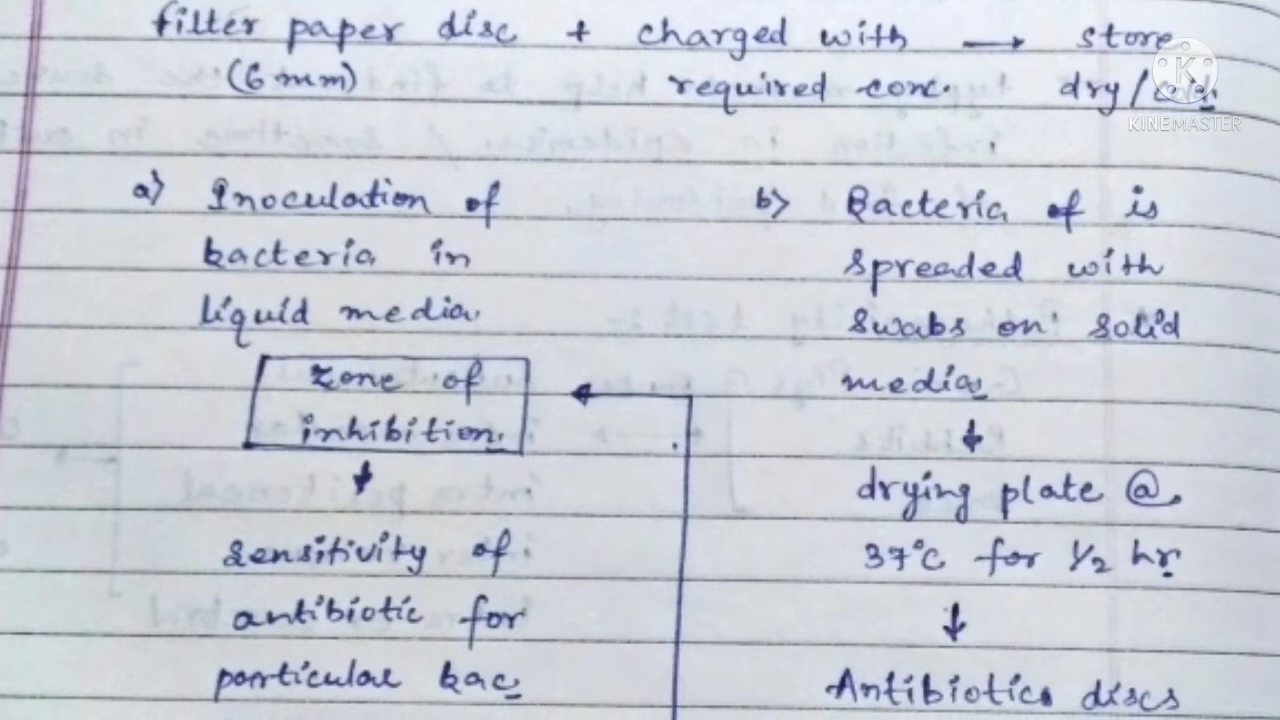 filter paper disc + charged with → store
(6mm) required conc. dry/cold.
KINEMASTER
a) Inoculation of
bacteria in
liquid media.
zone of
inhibition.
↓
sensitivity of
antibiotic for
particular bac.
b) Bacteria of is
spreaded with
swabs on solid
media.
↓
drying plate @
37°C for 1/2 hr.
↓
Antibiotics discs